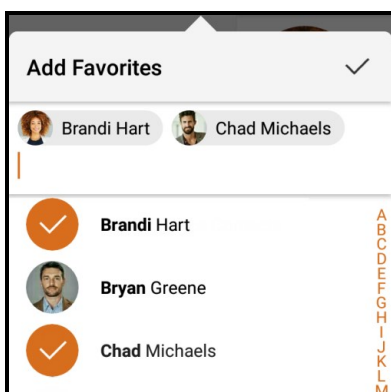 Add Favorites
Brandi Hart Chad Michaels
Brandi Hart
Bryan Greene
Chad Michaels
A
B
C
D
E
F
G
H
I
J
K
L
M